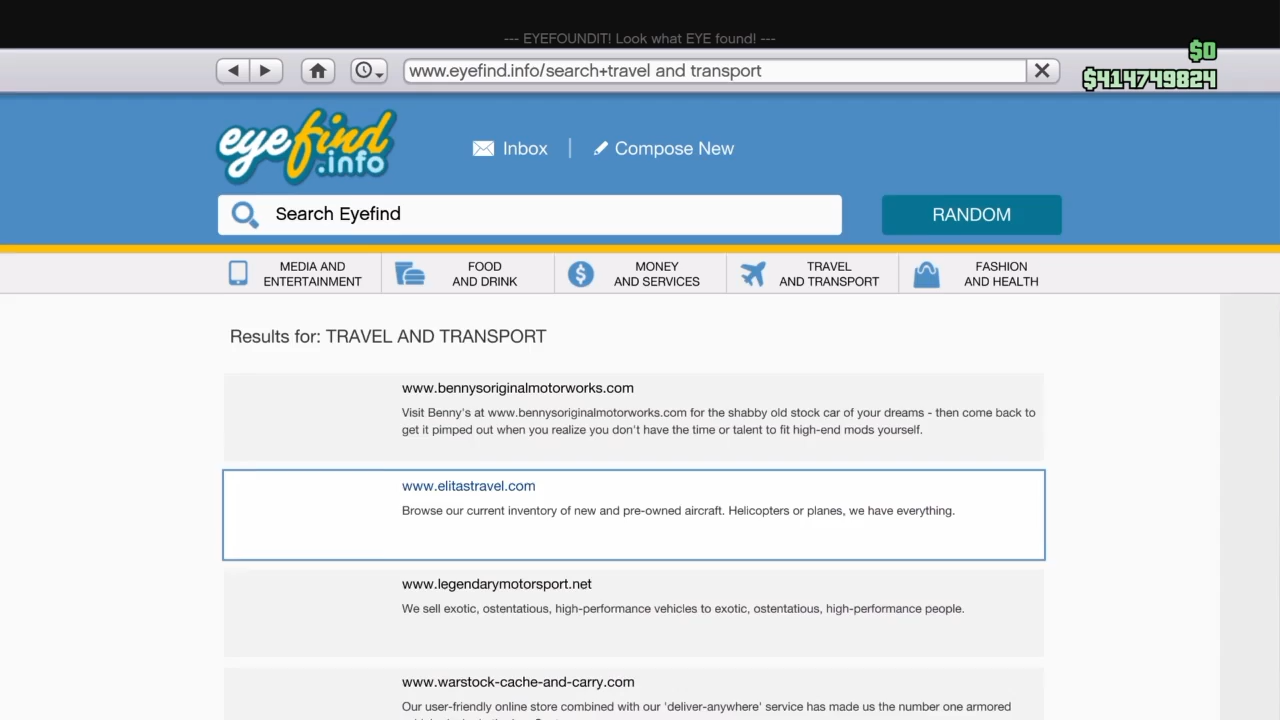 --- EYEFOUNDIT! Look what EYE found! ---
$0
www.eyefind.info/search+travel and transport
$414749824
eyefind
.info
Inbox
Compose New
Search Eyefind
RANDOM
MEDIA AND
ENTERTAINMENT
FOOD
AND DRINK
MONEY
AND SERVICES
TRAVEL
AND TRANSPORT
FASHION
AND HEALTH
Results for: TRAVEL AND TRANSPORT
www.bennysoriginalmotorworks.com
Visit Benny's at www.bennysoriginalmotorworks.com for the shabby old stock car of your dreams - then come back to
get it pimped out when you realize you don't have the time or talent to fit high-end mods yourself.
www.elitastravel.com
Browse our current inventory of new and pre-owned aircraft. Helicopters or planes, we have everything.
www.legendarymotorsport.net
We sell exotic, ostentatious, high-performance vehicles to exotic, ostentatious, high-performance people.
www.warstock-cache-and-carry.com
Our user-friendly online store combined with our 'deliver-anywhere' service has made us the number one armored